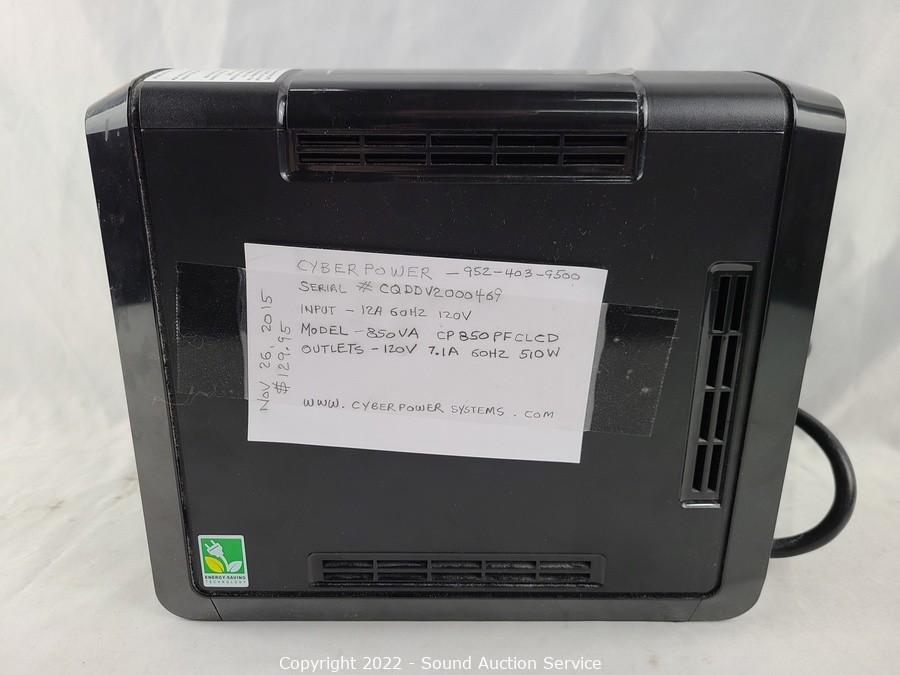 CYBERPOWER - 952-403-9500
SERIAL # CQDDV2000469
INPUT - 12A 60HZ 120V
MODEL - 850VA CP850PFCLCD
OUTLETS - 120V 7.1A 60HZ 510W
WWW.CYBERPOWER SYSTEMS.COM
NOV 26, 2015
$129.95
ENERGY-SAVING
TECHNOLOGY
Copyright 2022 - Sound Auction Service